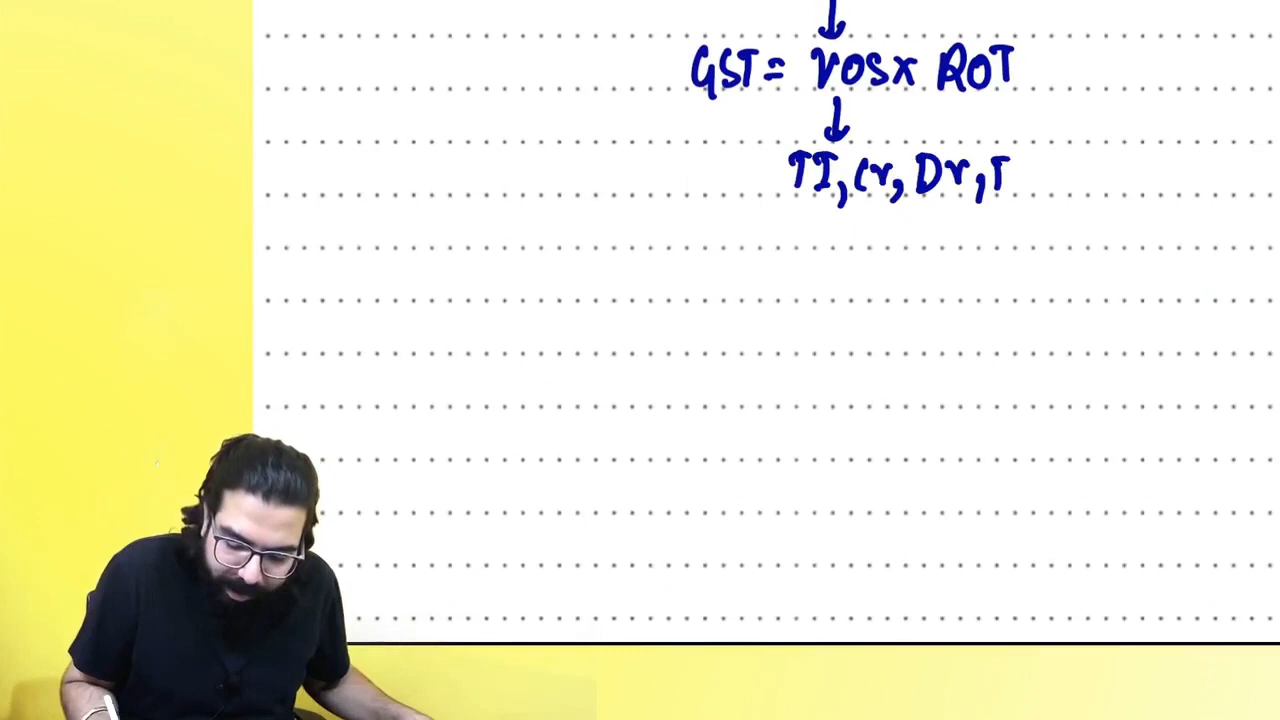 GST = VOS x ROT
TI, Cr, Dr, T